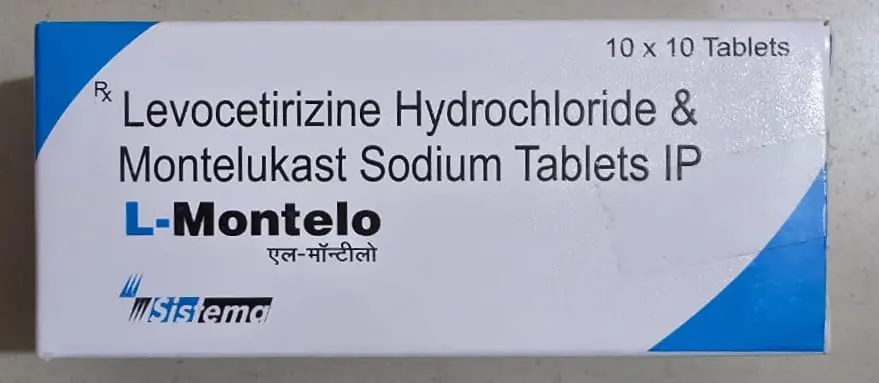 10 x 10 Tablets
Rx Levocetirizine Hydrochloride &
Montelukast Sodium Tablets IP
L-Montelo
एल-मॉन्टीलो
Sistema